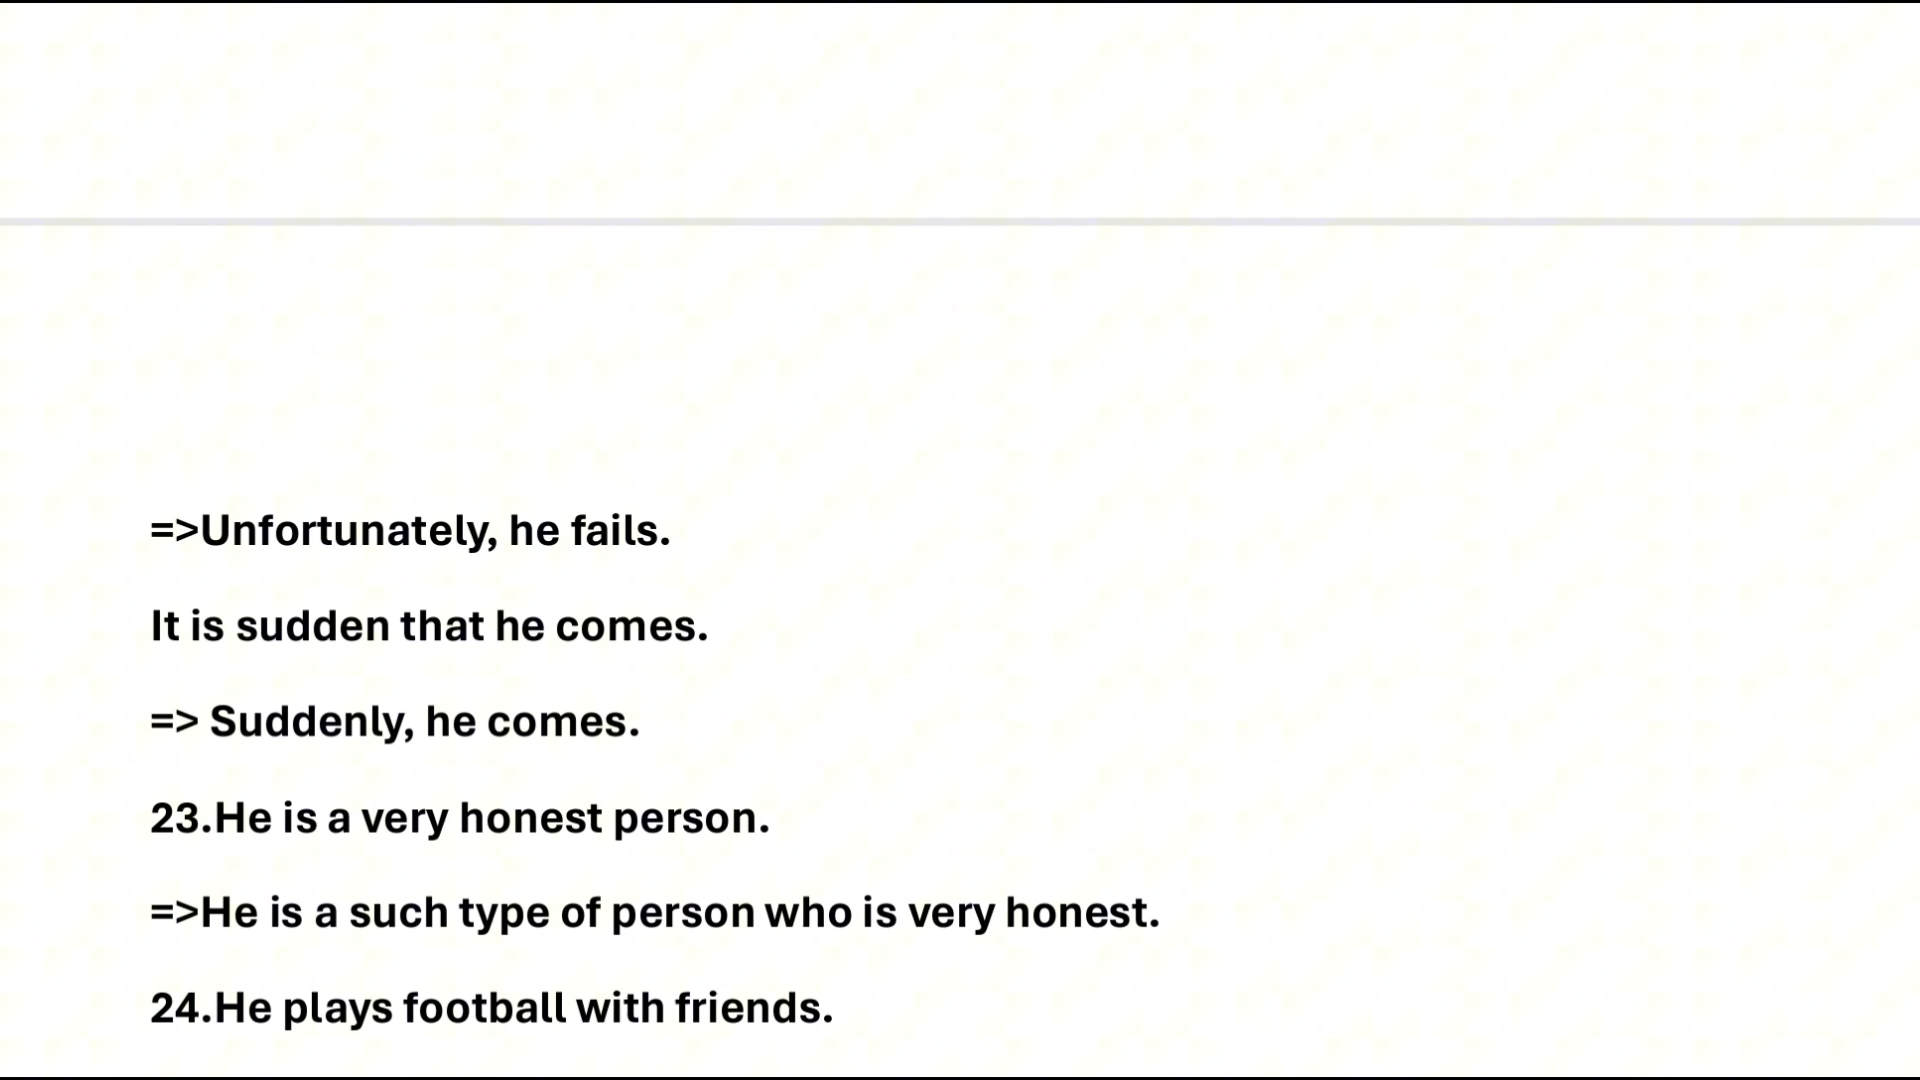 =>Unfortunately, he fails.
It is sudden that he comes.
=> Suddenly, he comes.
23.He is a very honest person.
=>He is a such type of person who is very honest.
24.He plays football with friends.